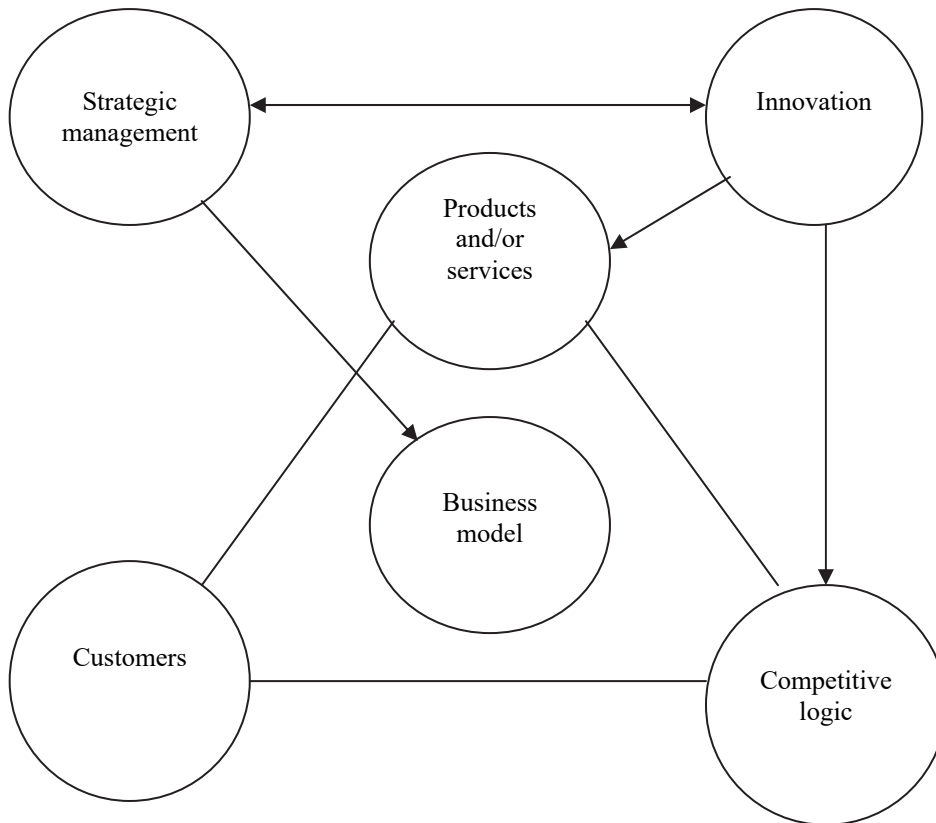 Strategic
management
Innovation
Products
and/or
services
Business
model
Customers
Competitive
logic